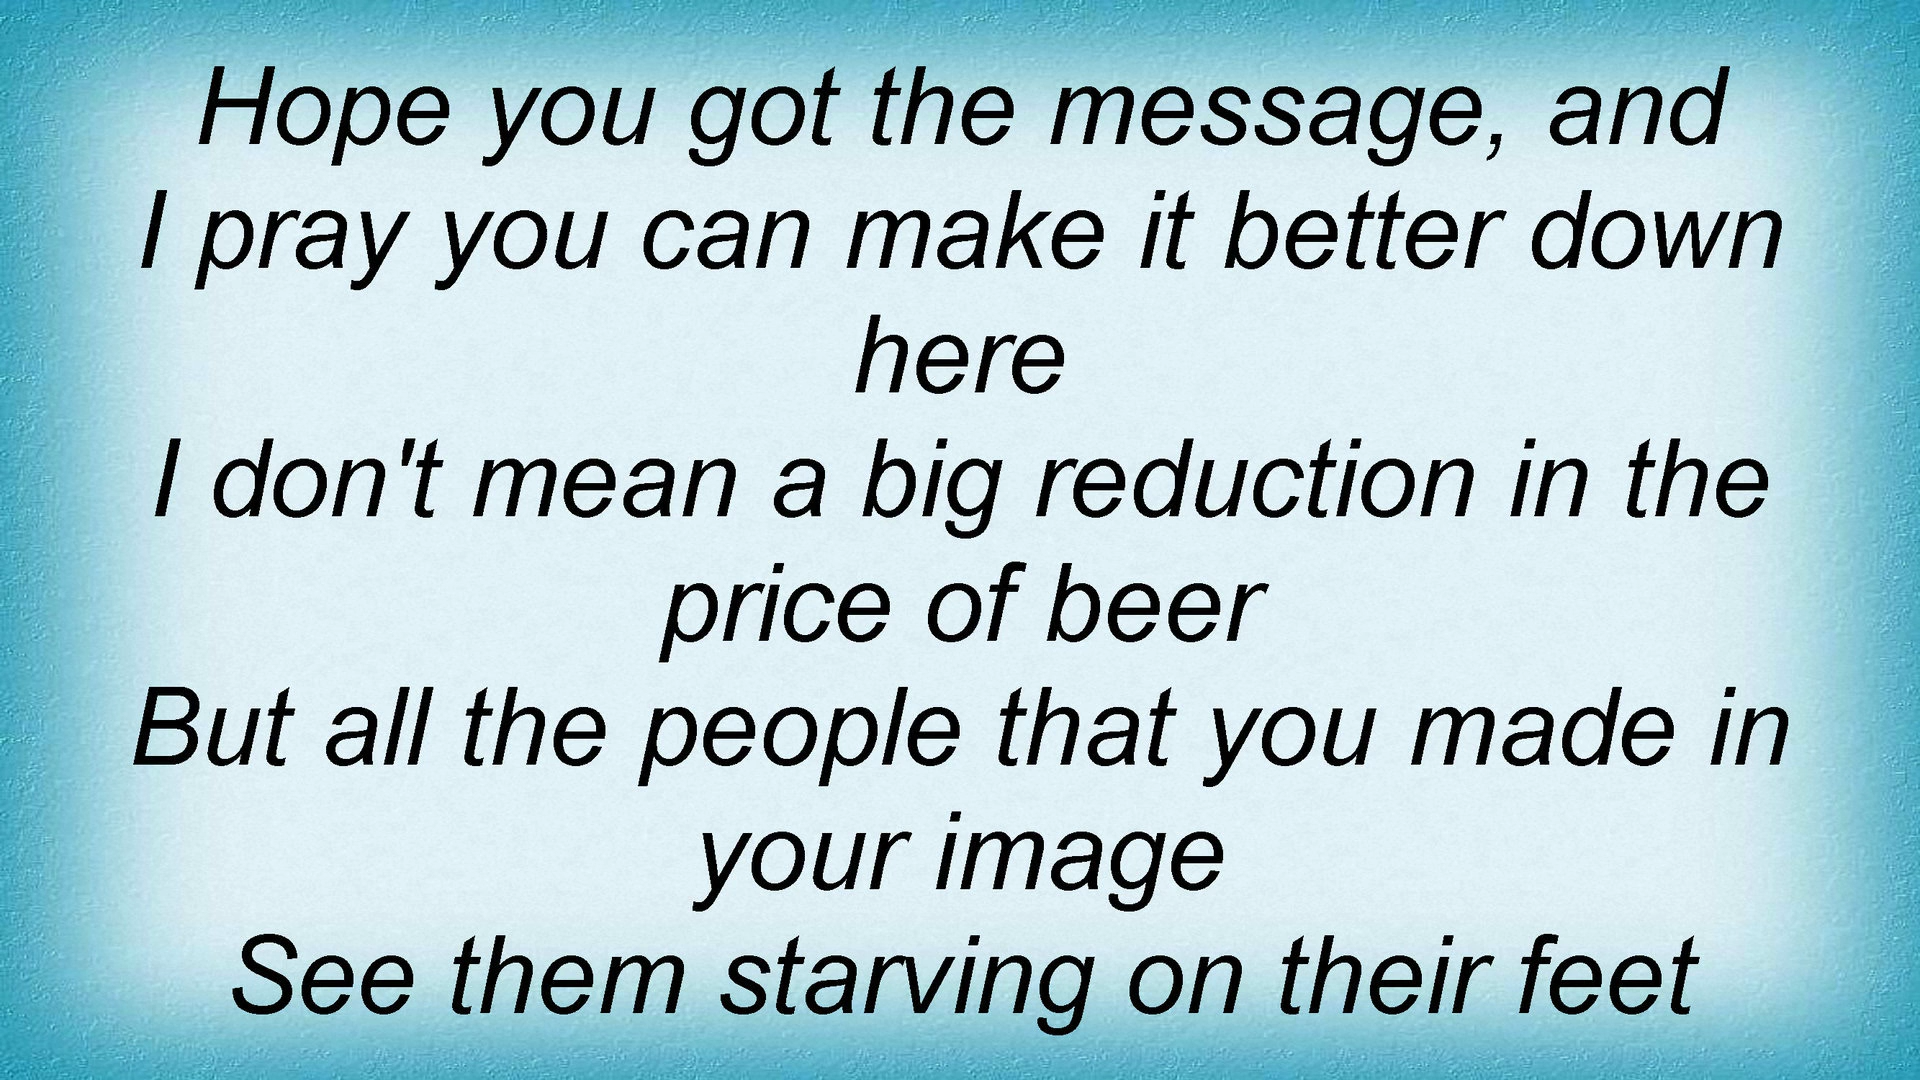 Hope you got the message, and
I pray you can make it better down
here
I don't mean a big reduction in the
price of beer
But all the people that you made in
your image
See them starving on their feet